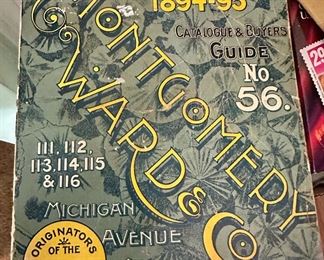 1894-95
CATALOGUE & BUYERS
GUIDE
No.
56.
MONTGOMERY
WARD & Co.
111, 112,
113, 114, 115
& 116
MICHIGAN
AVENUE
ORIGINATORS
OF THE
29